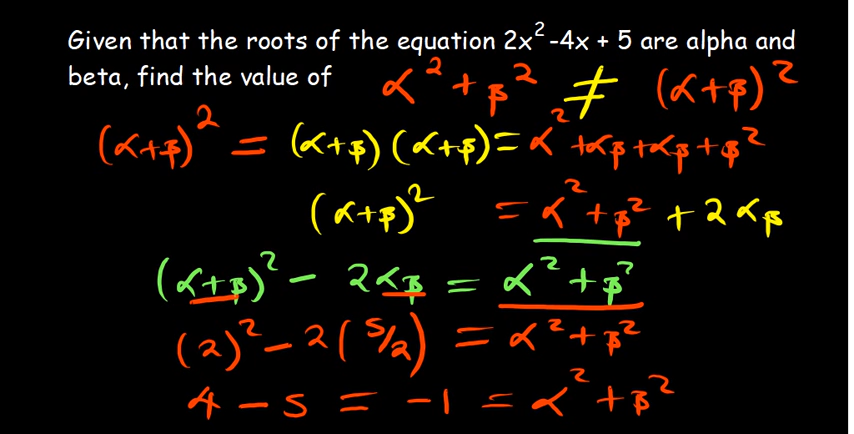 Given that the roots of the equation 2x² -4x + 5 are alpha and
beta, find the value of α² + β² ≠ (α+β)²
(α+β)² = (α+β)(α+β) = α² +αβ+αβ+β²
(α+β)² = α²+β² + 2αβ
(α+β)² - 2αβ = α² + β²
(2)² - 2(5/2) = α² + β²
4 - 5 = -1 = α² + β²